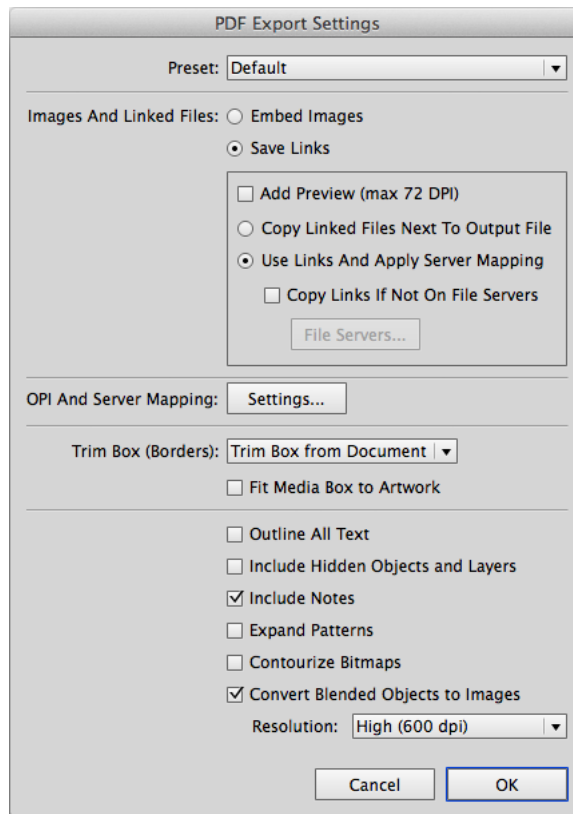 PDF Export Settings
Preset: Default
Images And Linked Files: Embed Images
Save Links
Add Preview (max 72 DPI)
Copy Linked Files Next To Output File
Use Links And Apply Server Mapping
Copy Links If Not On File Servers
File Servers...
OPI And Server Mapping: Settings...
Trim Box (Borders): Trim Box from Document
Fit Media Box to Artwork
Outline All Text
Include Hidden Objects and Layers
Include Notes
Expand Patterns
Contourize Bitmaps
Convert Blended Objects to Images
Resolution: High (600 dpi)
Cancel OK